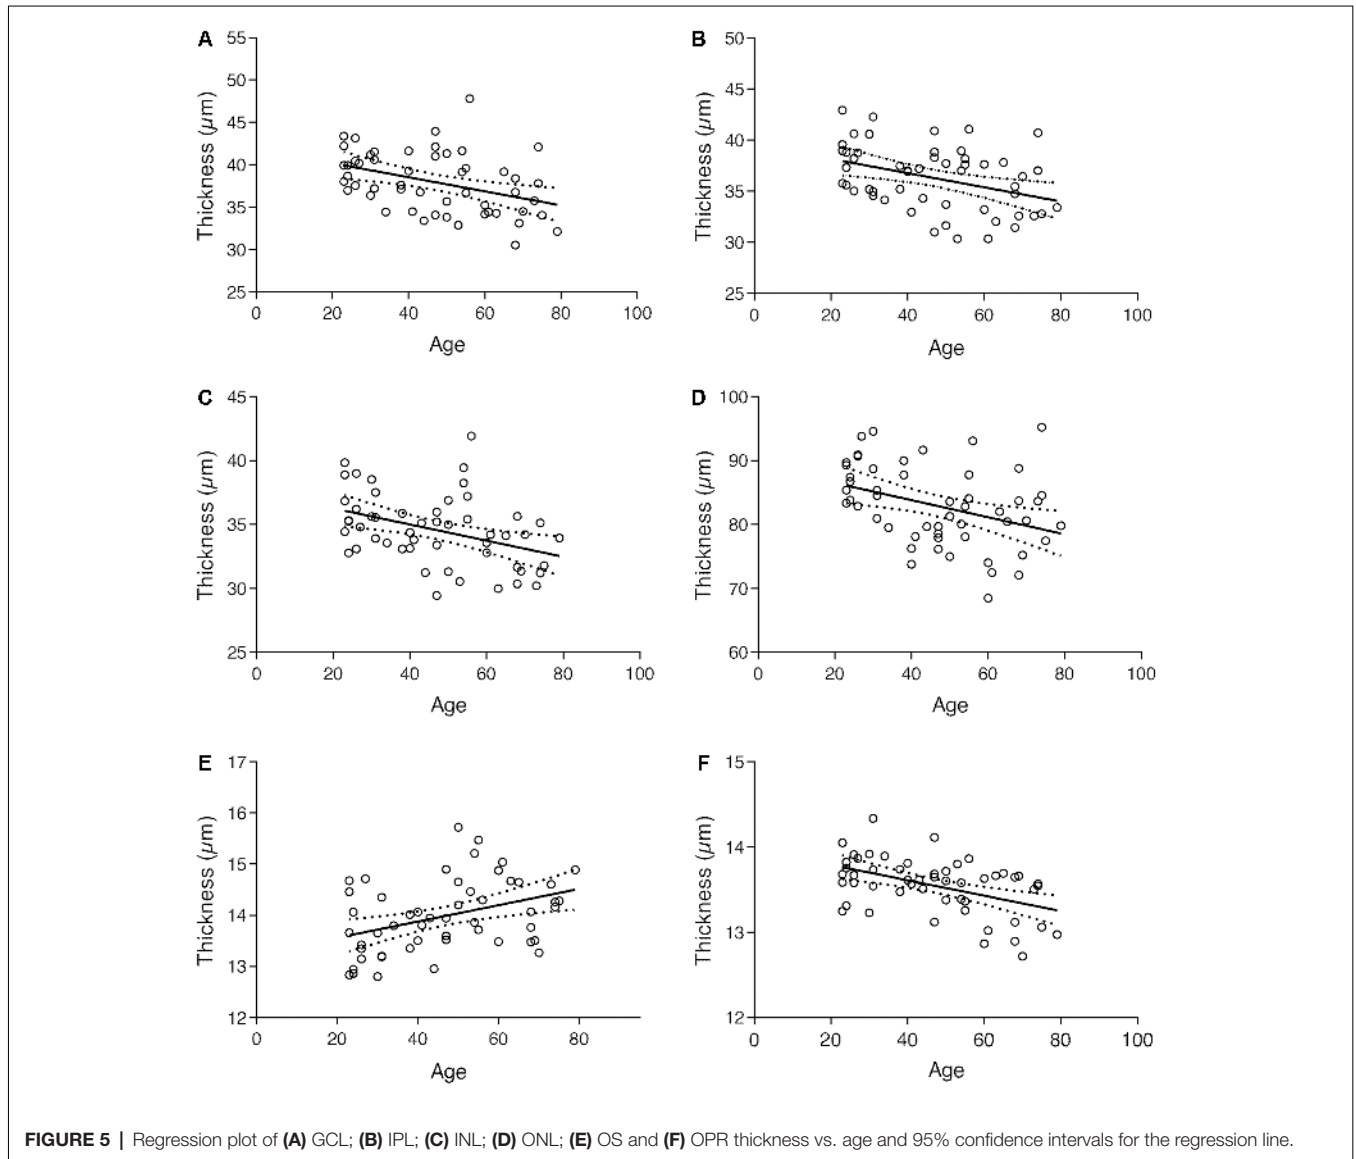 A
55
50
45
40
35
30
25
0 20 40 60 80 100
Thickness (µm)
Age
B
50
45
40
35
30
25
0 20 40 60 80 100
Thickness (µm)
Age
C
45
40
35
30
25
0 20 40 60 80 100
Thickness (µm)
Age
D
100
90
80
70
60
0 20 40 60 80 100
Thickness (µm)
Age
E
17
16
15
14
13
12
0 20 40 60 80
Thickness (µm)
Age
F
15
14
13
12
0 20 40 60 80 100
Thickness (µm)
Age
FIGURE 5 | Regression plot of (A) GCL; (B) IPL; (C) INL; (D) ONL; (E) OS and (F) OPR thickness vs. age and 95% confidence intervals for the regression line.